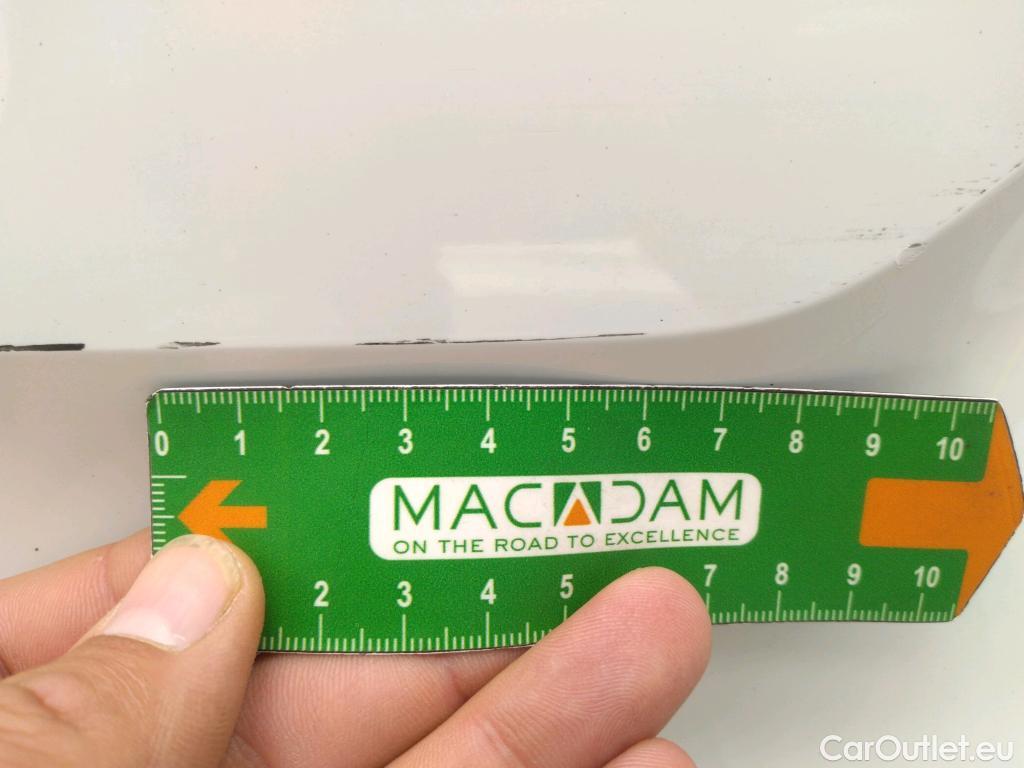 0 1 2 3 4 5 6 7 8 9 10
MACADAM
ON THE ROAD TO EXCELLENCE
2 3 4 5 7 8 9 10
CarOutlet.eu